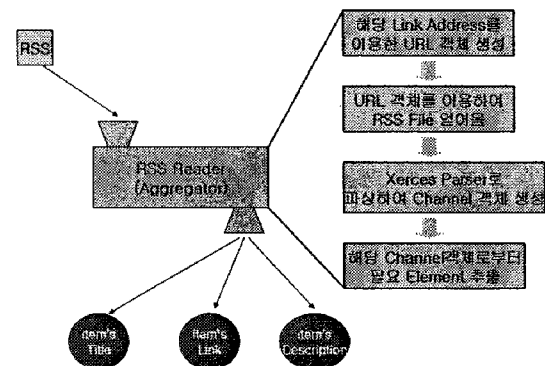 RSS
RSS Reader
(Aggregator)
item's
Title
item's
Link
item's
Description
해당 Link Address를
이용한 URL 객체 생성
URL 객체를 이용하여
RSS File 얻어옴
Xerces Parser로
파싱하여 Channel 객체 생성
해당 Channel객체로부터
필요 Element 추출